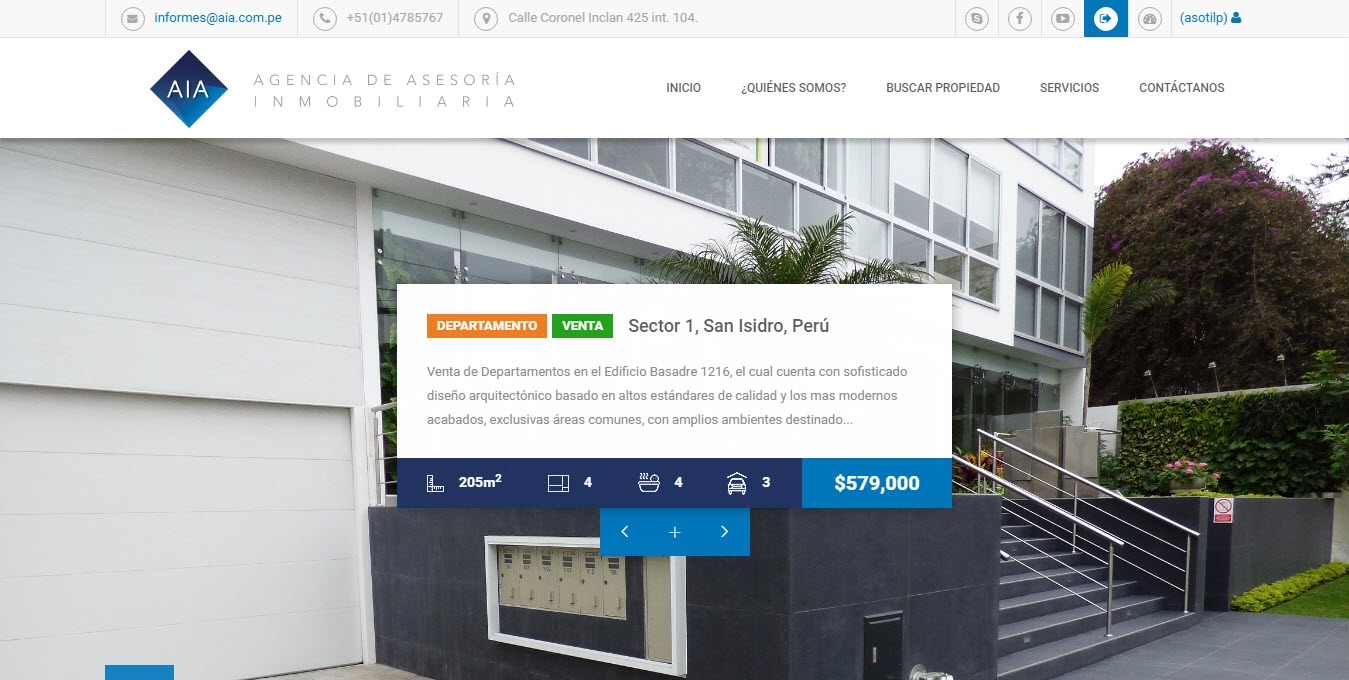 informes@aia.com.pe
+51(01)4785767
Calle Coronel Inclan 425 int. 104.
(asotilp)
AIA
AGENCIA DE ASESORÍA
INMOBILIARIA
INICIO
¿QUIÉNES SOMOS?
BUSCAR PROPIEDAD
SERVICIOS
CONTÁCTANOS
DEPARTAMENTO VENTA Sector 1, San Isidro, Perú
Venta de Departamentos en el Edificio Basadre 1216, el cual cuenta con sofisticado
diseño arquitectónico basado en altos estándares de calidad y los mas modernos
acabados, exclusivas áreas comunes, con amplios ambientes destinado...
205m² 4 4 3 $579,000